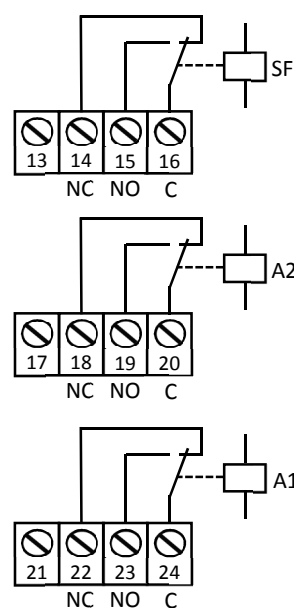 SF
13 14 15 16
NC NO C
A2
17 18 19 20
NC NO C
A1
21 22 23 24
NC NO C